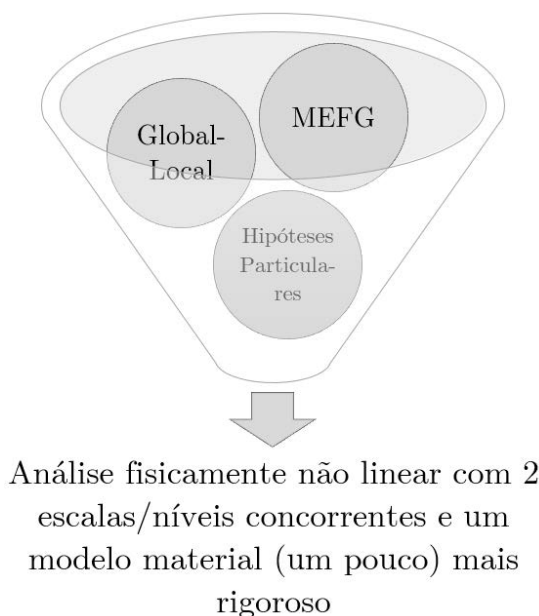 Global-
Local
MEFG
Hipóteses
Particula-
res
Análise fisicamente não linear com 2
escalas/níveis concorrentes e um
modelo material (um pouco) mais
rigoroso